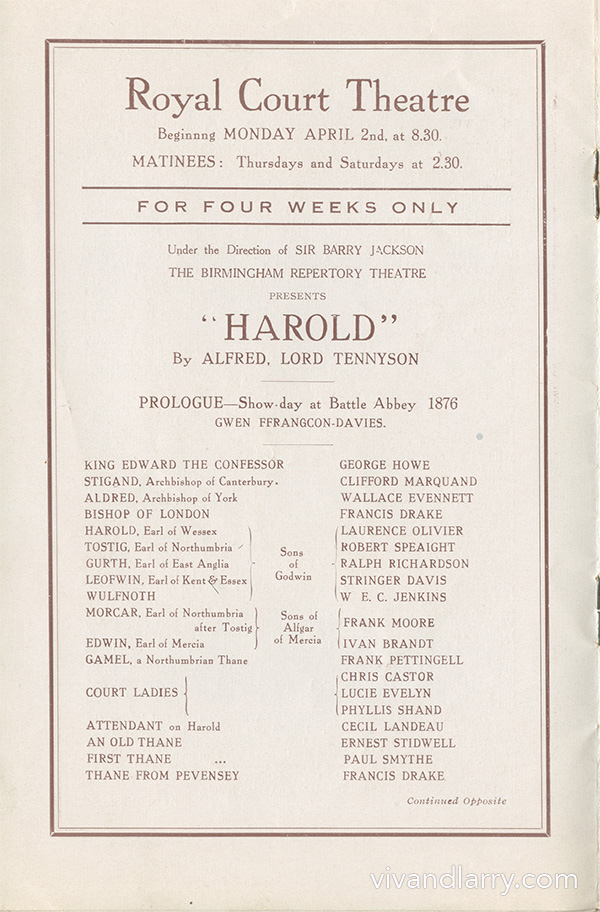 Royal Court Theatre
Beginnng MONDAY APRIL 2nd, at 8.30.
MATINEES: Thursdays and Saturdays at 2.30.
FOR FOUR WEEKS ONLY
Under the Direction of SIR BARRY JACKSON
THE BIRMINGHAM REPERTORY THEATRE
PRESENTS
"HAROLD"
By ALFRED, LORD TENNYSON
PROLOGUE—Show-day at Battle Abbey 1876
GWEN FFRANGCON-DAVIES.
KING EDWARD THE CONFESSOR GEORGE HOWE
STIGAND, Archbishop of Canterbury. CLIFFORD MARQUAND
ALDRED, Archbishop of York WALLACE EVENNETT
BISHOP OF LONDON FRANCIS DRAKE
HAROLD, Earl of Wessex LAURENCE OLIVIER
TOSTIG, Earl of Northumbria Sons ROBERT SPEAIGHT
GURTH, Earl of East Anglia of RALPH RICHARDSON
LEOFWIN, Earl of Kent & Essex Godwin STRINGER DAVIS
WULFNOTH W E. C. JENKINS
MORCAR, Earl of Northumbria Sons of FRANK MOORE
after Tostig Alfgar
EDWIN, Earl of Mercia of Mercia IVAN BRANDT
GAMEL, a Northumbrian Thane FRANK PETTINGELL
CHRIS CASTOR
COURT LADIES LUCIE EVELYN
PHYLLIS SHAND
ATTENDANT on Harold CECIL LANDEAU
AN OLD THANE ERNEST STIDWELL
FIRST THANE ... PAUL SMYTHE
THANE FROM PEVENSEY FRANCIS DRAKE
Continued Opposite
vivandlarry.com